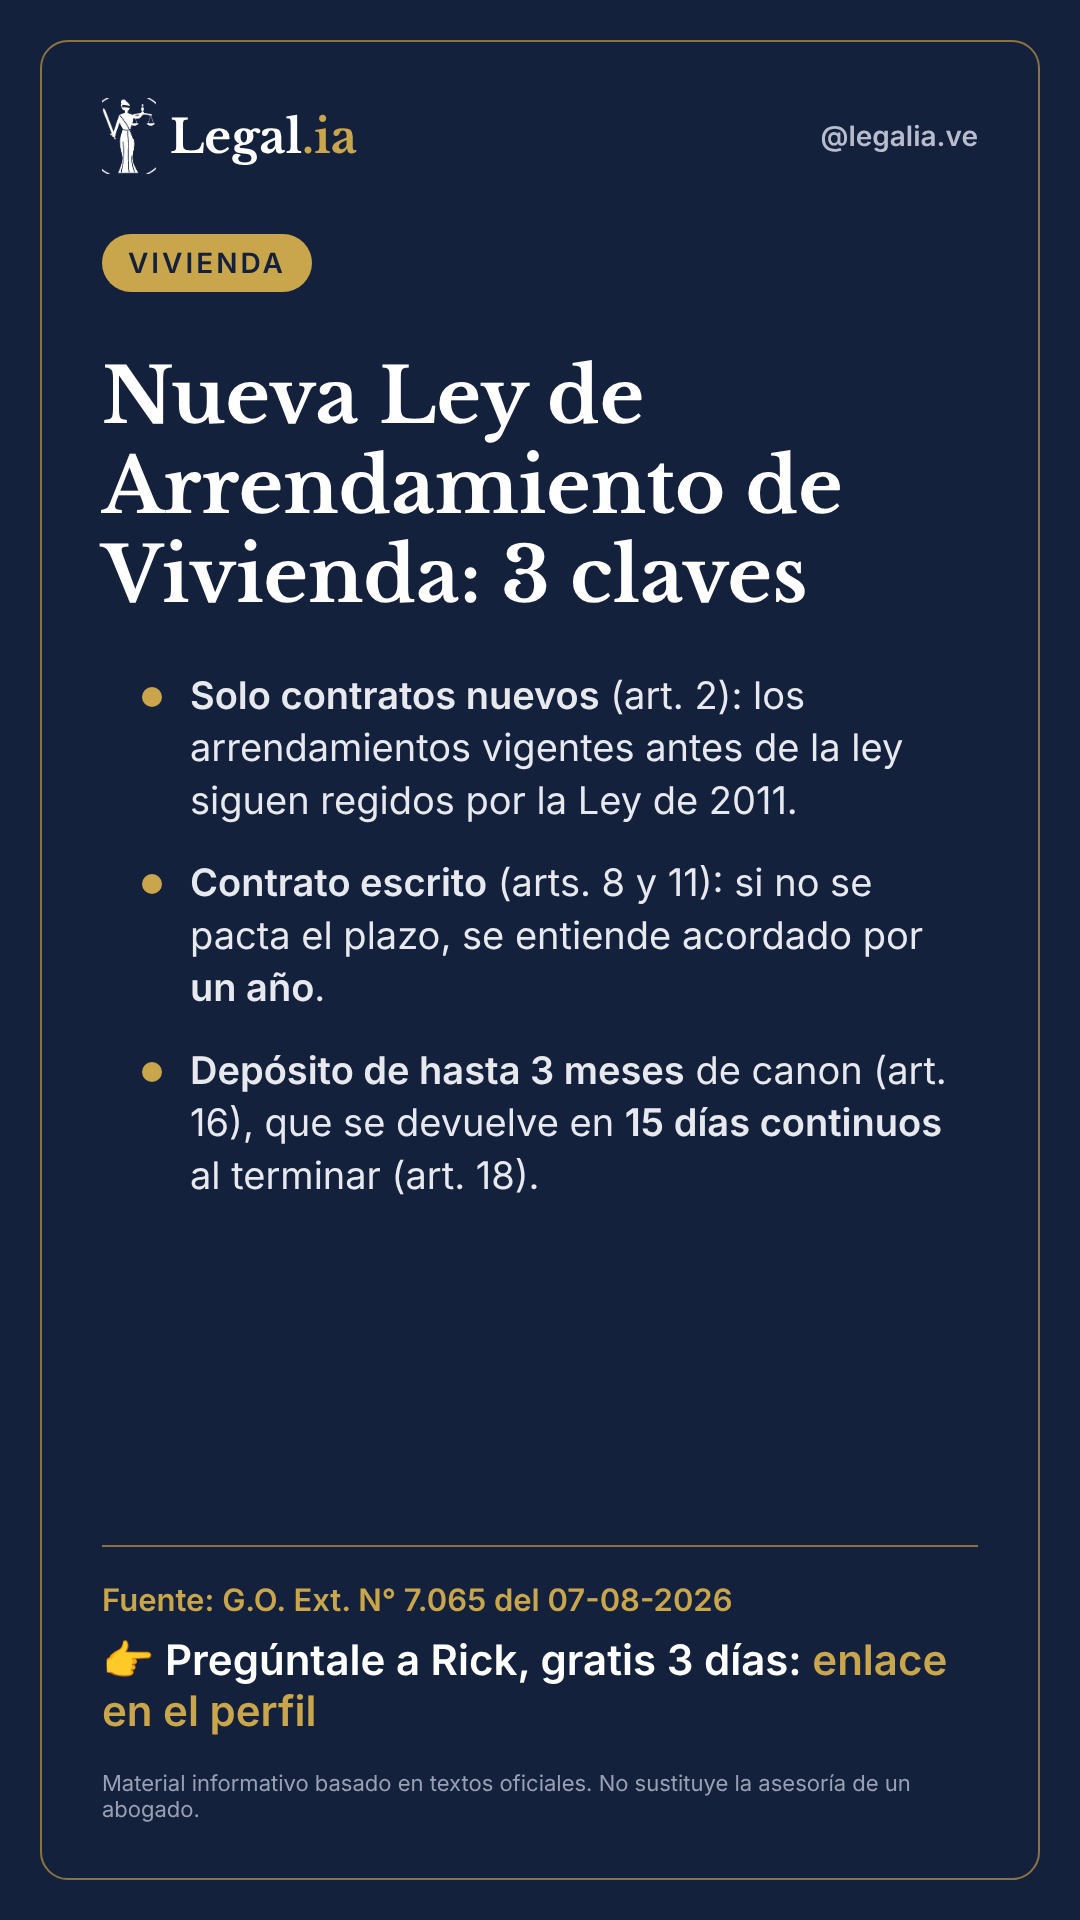 Legal.ia
@legalia.ve
VIVIENDA
Nueva Ley de
Arrendamiento de
Vivienda: 3 claves
Solo contratos nuevos (art. 2): los
arrendamientos vigentes antes de la ley
siguen regidos por la Ley de 2011.
Contrato escrito (arts. 8 y 11): si no se
pacta el plazo, se entiende acordado por
un año.
Depósito de hasta 3 meses de canon (art.
16), que se devuelve en 15 días continuos
al terminar (art. 18).
Fuente: G.O. Ext. N° 7.065 del 07-08-2026
👉 Pregúntale a Rick, gratis 3 días: enlace
en el perfil
Material informativo basado en textos oficiales. No sustituye la asesoría de un
abogado.